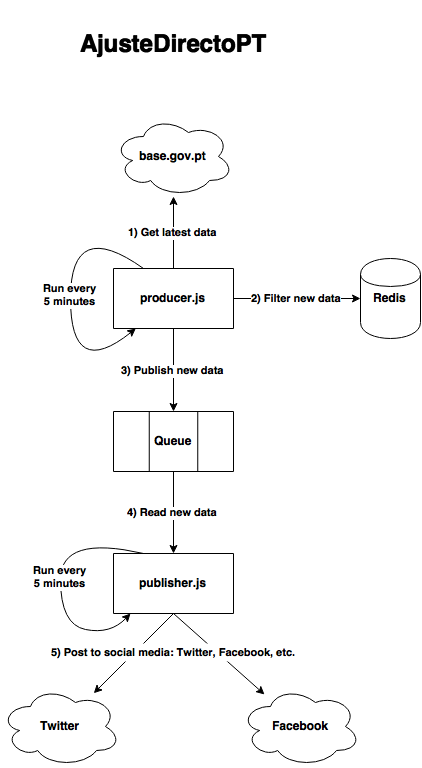 AjusteDirectoPT
base.gov.pt
1) Get latest data
Run every
5 minutes
producer.js
2) Filter new data
Redis
3) Publish new data
Queue
4) Read new data
Run every
5 minutes
publisher.js
5) Post to social media: Twitter, Facebook, etc.
Twitter
Facebook